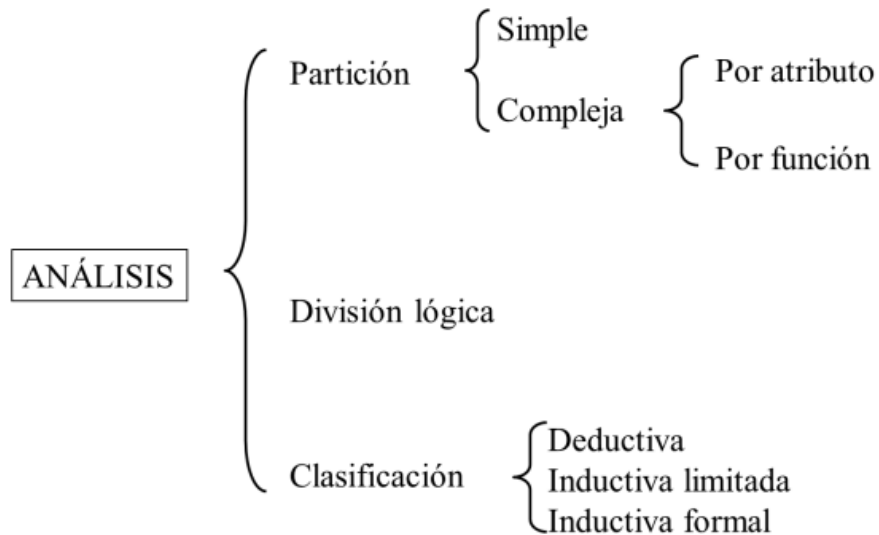 Simple
Partición
Por atributo
Compleja
Por función
ANÁLISIS
División lógica
Deductiva
Clasificación
Inductiva limitada
Inductiva formal